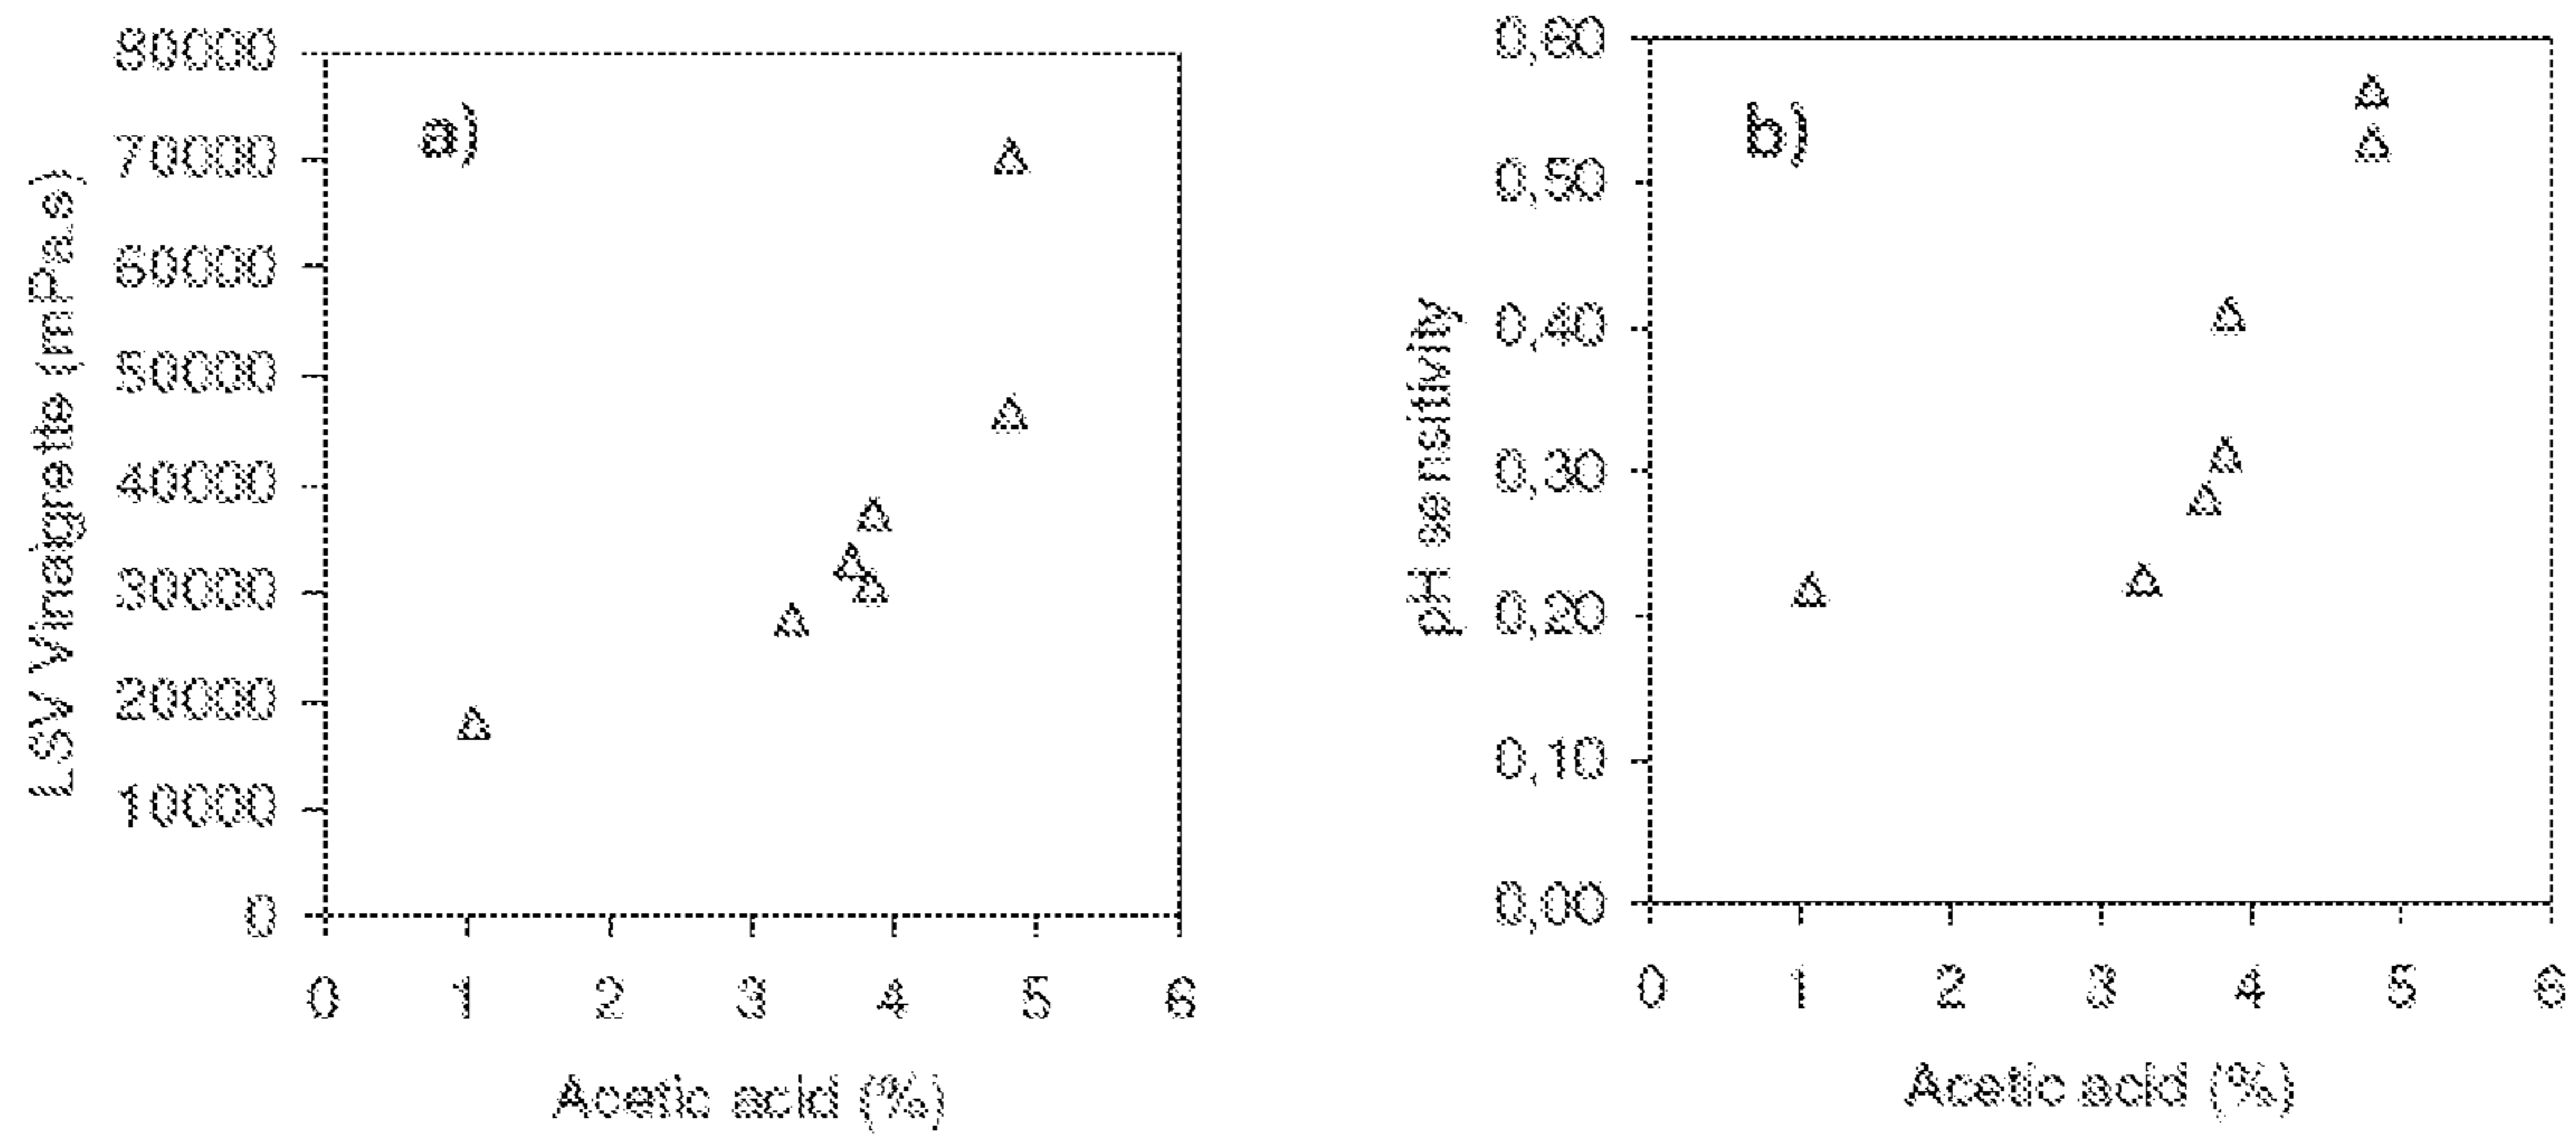 a)
LSV Vinaigrette (mPa.s)
80000
70000
60000
50000
40000
30000
20000
10000
0
0 1 2 3 4 5 6
Acetic acid (%)
b)
pH sensitivity
0,60
0,50
0,40
0,30
0,20
0,10
0,00
0 1 2 3 4 5 6
Acetic acid (%)